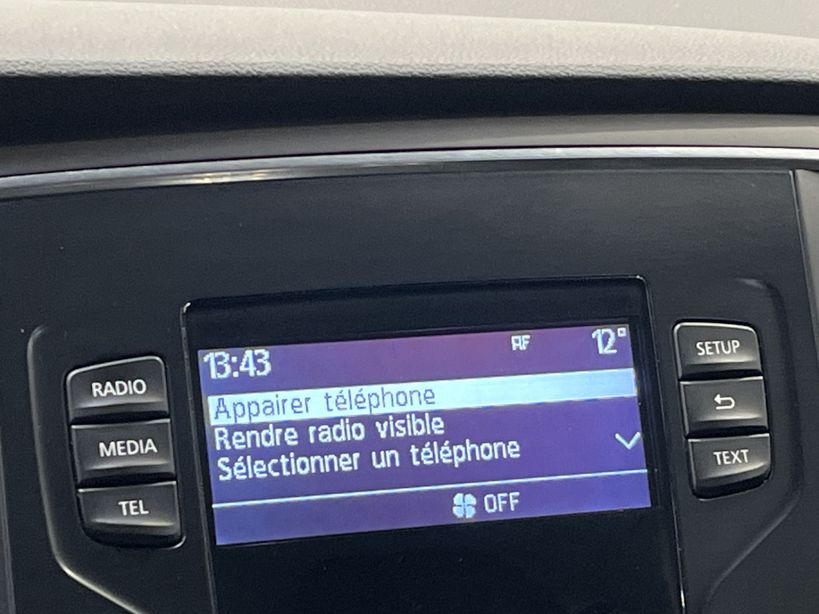 13:43 AF 12°
Appairer téléphone
Rendre radio visible
Sélectionner un téléphone
OFF
RADIO
MEDIA
TEL
SETUP
TEXT